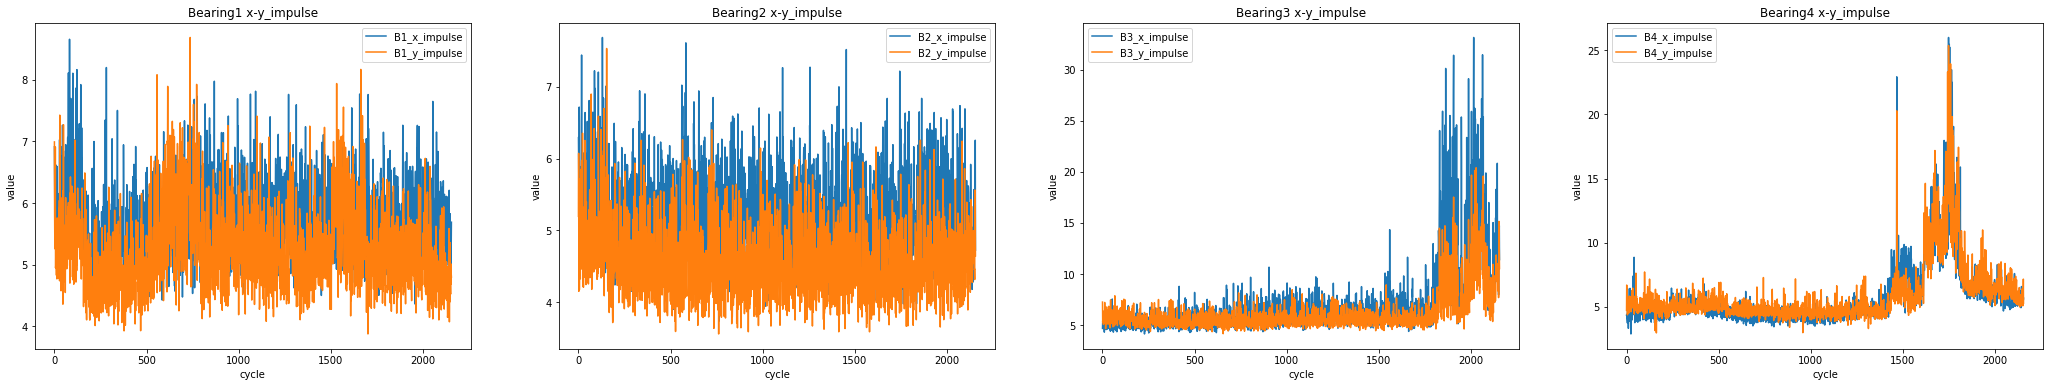 Bearing1 x-y_impulse
B1_x_impulse
B1_y_impulse
value
8
7
6
5
4
0
500
1000
1500
2000
cycle
Bearing2 x-y_impulse
B2_x_impulse
B2_y_impulse
value
7
6
5
4
0
500
1000
1500
2000
cycle
Bearing3 x-y_impulse
B3_x_impulse
B3_y_impulse
value
30
25
20
15
10
5
0
500
1000
1500
2000
cycle
Bearing4 x-y_impulse
B4_x_impulse
B4_y_impulse
value
25
20
15
10
5
0
500
1000
1500
2000
cycle